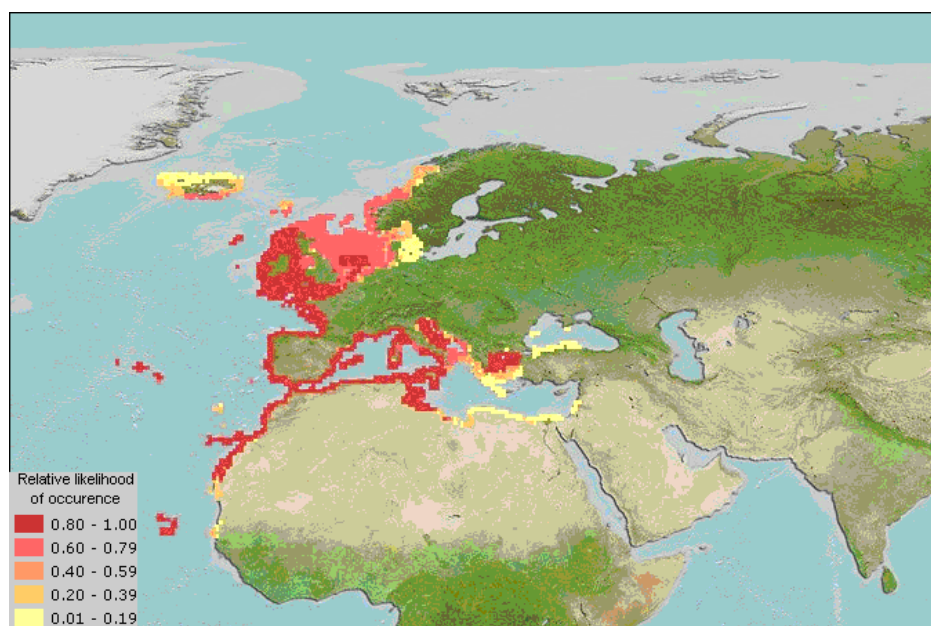 Relative likelihood
of occurence
0.80 - 1.00
0.60 - 0.79
0.40 - 0.59
0.20 - 0.39
0.01 - 0.19